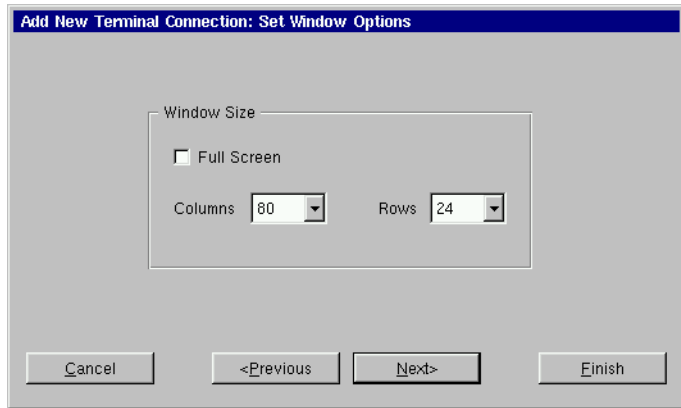 Add New Terminal Connection: Set Window Options
Window Size
Full Screen
Columns 80 Rows 24
Cancel <Previous Next> Finish